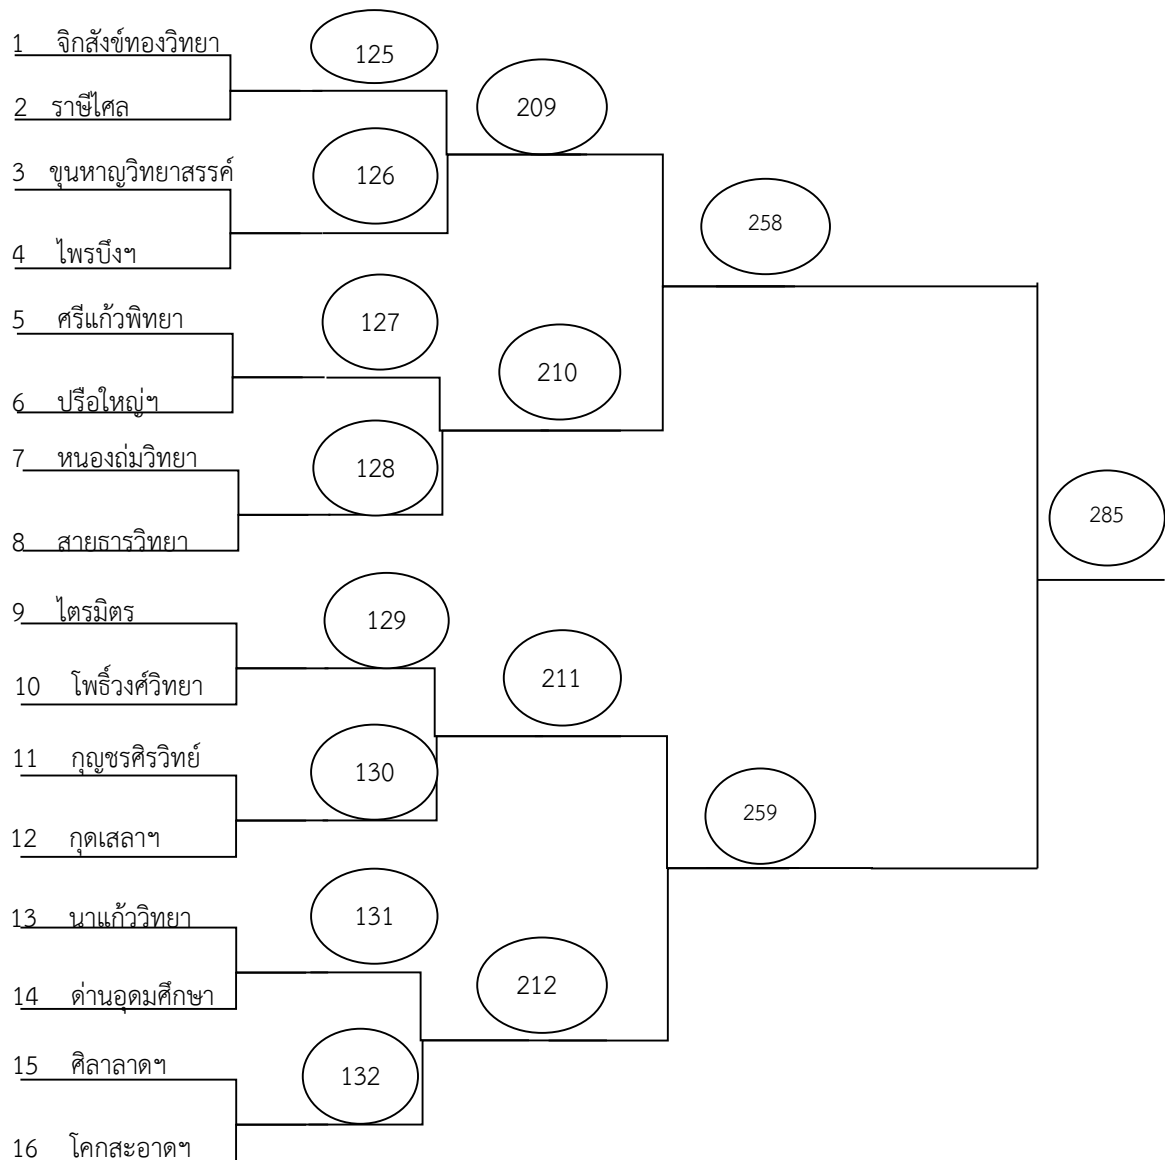 1 จิกสังข์ทองวิทยา
125
2 ราษีไศล
209
3 ขุนหาญวิทยาสรรค์
126
258
4 ไพรบึงฯ
5 ศรีแก้วพิทยา
127
210
6 ปรือใหญ่ฯ
7 หนองถ่มวิทยา
128
285
8 สายธารวิทยา
9 ไตรมิตร
129
211
10 โพธิ์วงศ์วิทยา
11 กุญชรศิรวิทย์
130
259
12 กุดเสลาฯ
13 นาแก้ววิทยา
131
212
14 ด่านอุดมศึกษา
15 ศิลาลาดฯ
132
16 โคกสะอาดฯ